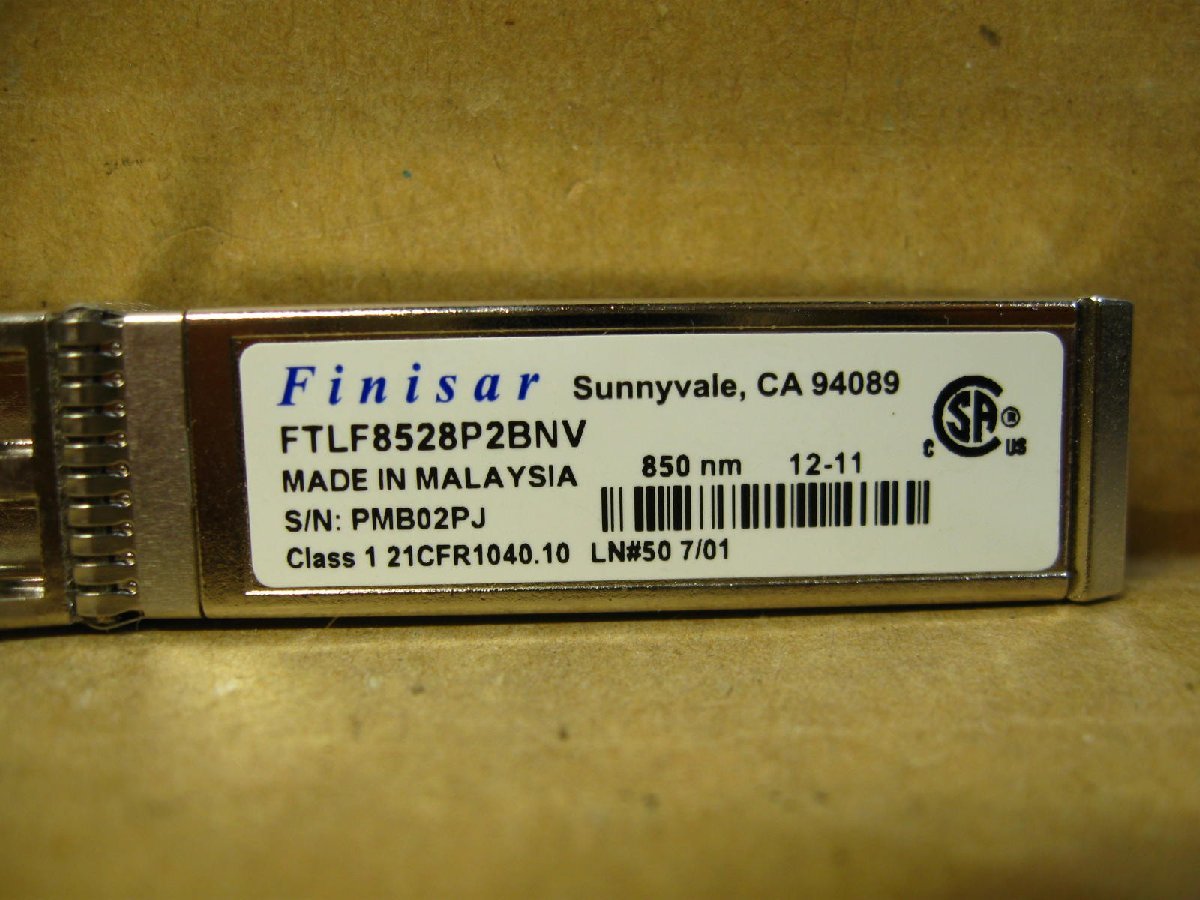 Finisar Sunnyvale, CA 94089
FTLF8528P2BNV
MADE IN MALAYSIA 850 nm 12-11
S/N: PMB02PJ
Class 1 21CFR1040.10 LN#50 7/01
C SA ® C US